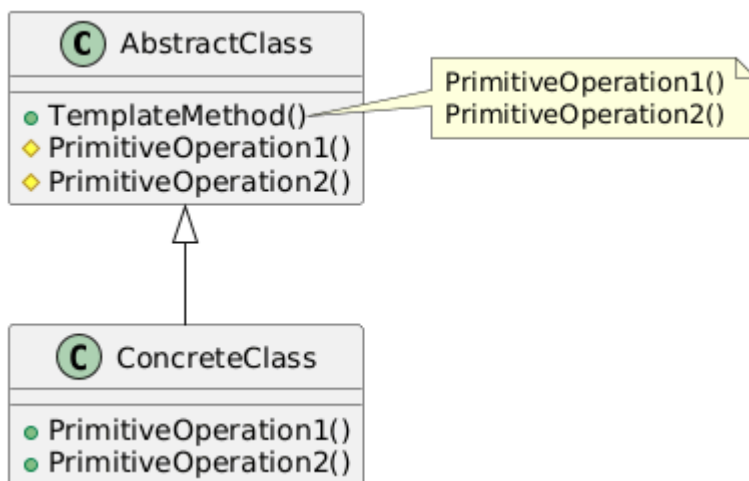 C AbstractClass
TemplateMethod()
PrimitiveOperation1()
PrimitiveOperation2()
PrimitiveOperation1()
PrimitiveOperation2()
C ConcreteClass
PrimitiveOperation1()
PrimitiveOperation2()